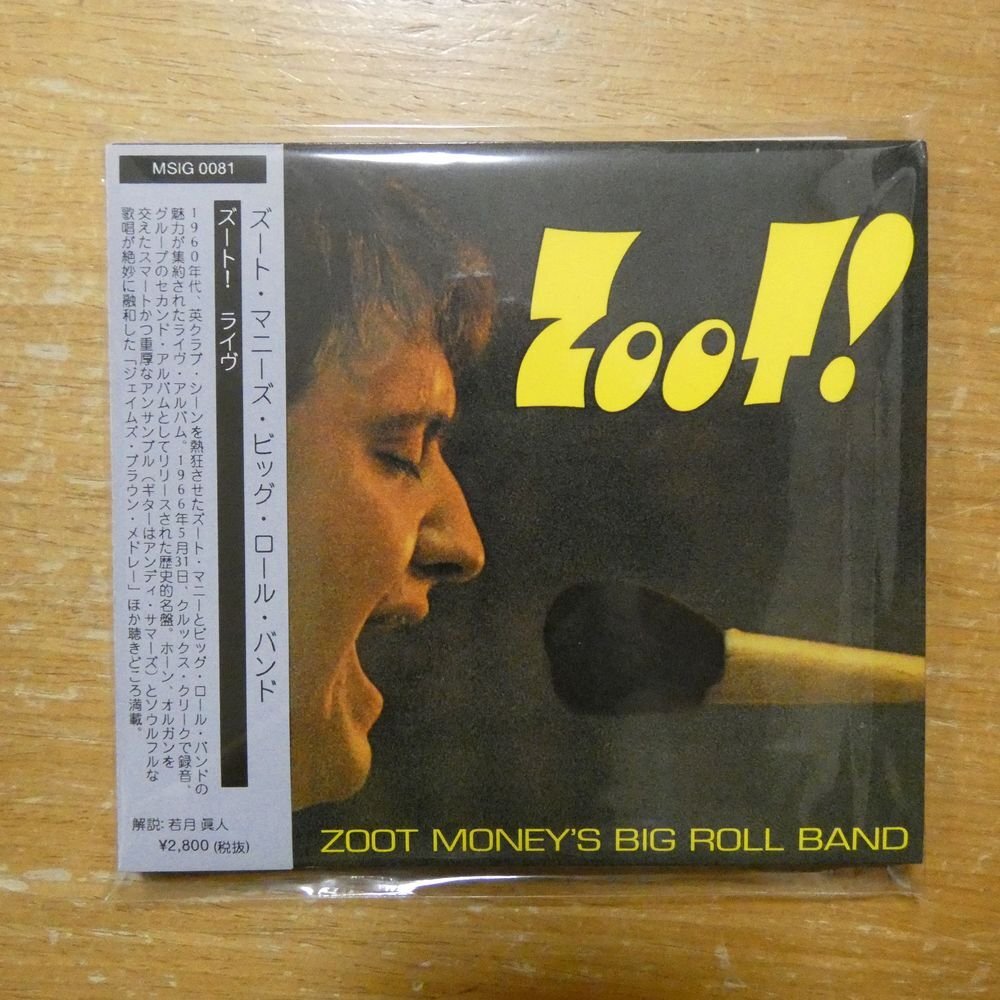 MSIG 0081
ズート・マニーズ・ビッグ・ロール・バンド
ズート! ライヴ
1960年代、英クラブ・シーンを熱狂させたズート・マニーとビッグ・ロール・バンドの
魅力が集約されたライヴ・アルバム。1966年5月31日、クルックス・クリークで録音、
グループのセカンド・アルバムとしてリリースされた歴史的名盤。ホーン、オルガンを
交えたスマートかつ重厚なアンサンブル（ギターはアンディ・サマーズ）とソウルフルな
歌唱が絶妙に融和した「ジェイムズ・ブラウン・メドレー」ほか聴きどころ満載。
解説: 若月 眞人
¥2,800 (税抜)
ZooT!
ZOOT MONEY'S BIG ROLL BAND